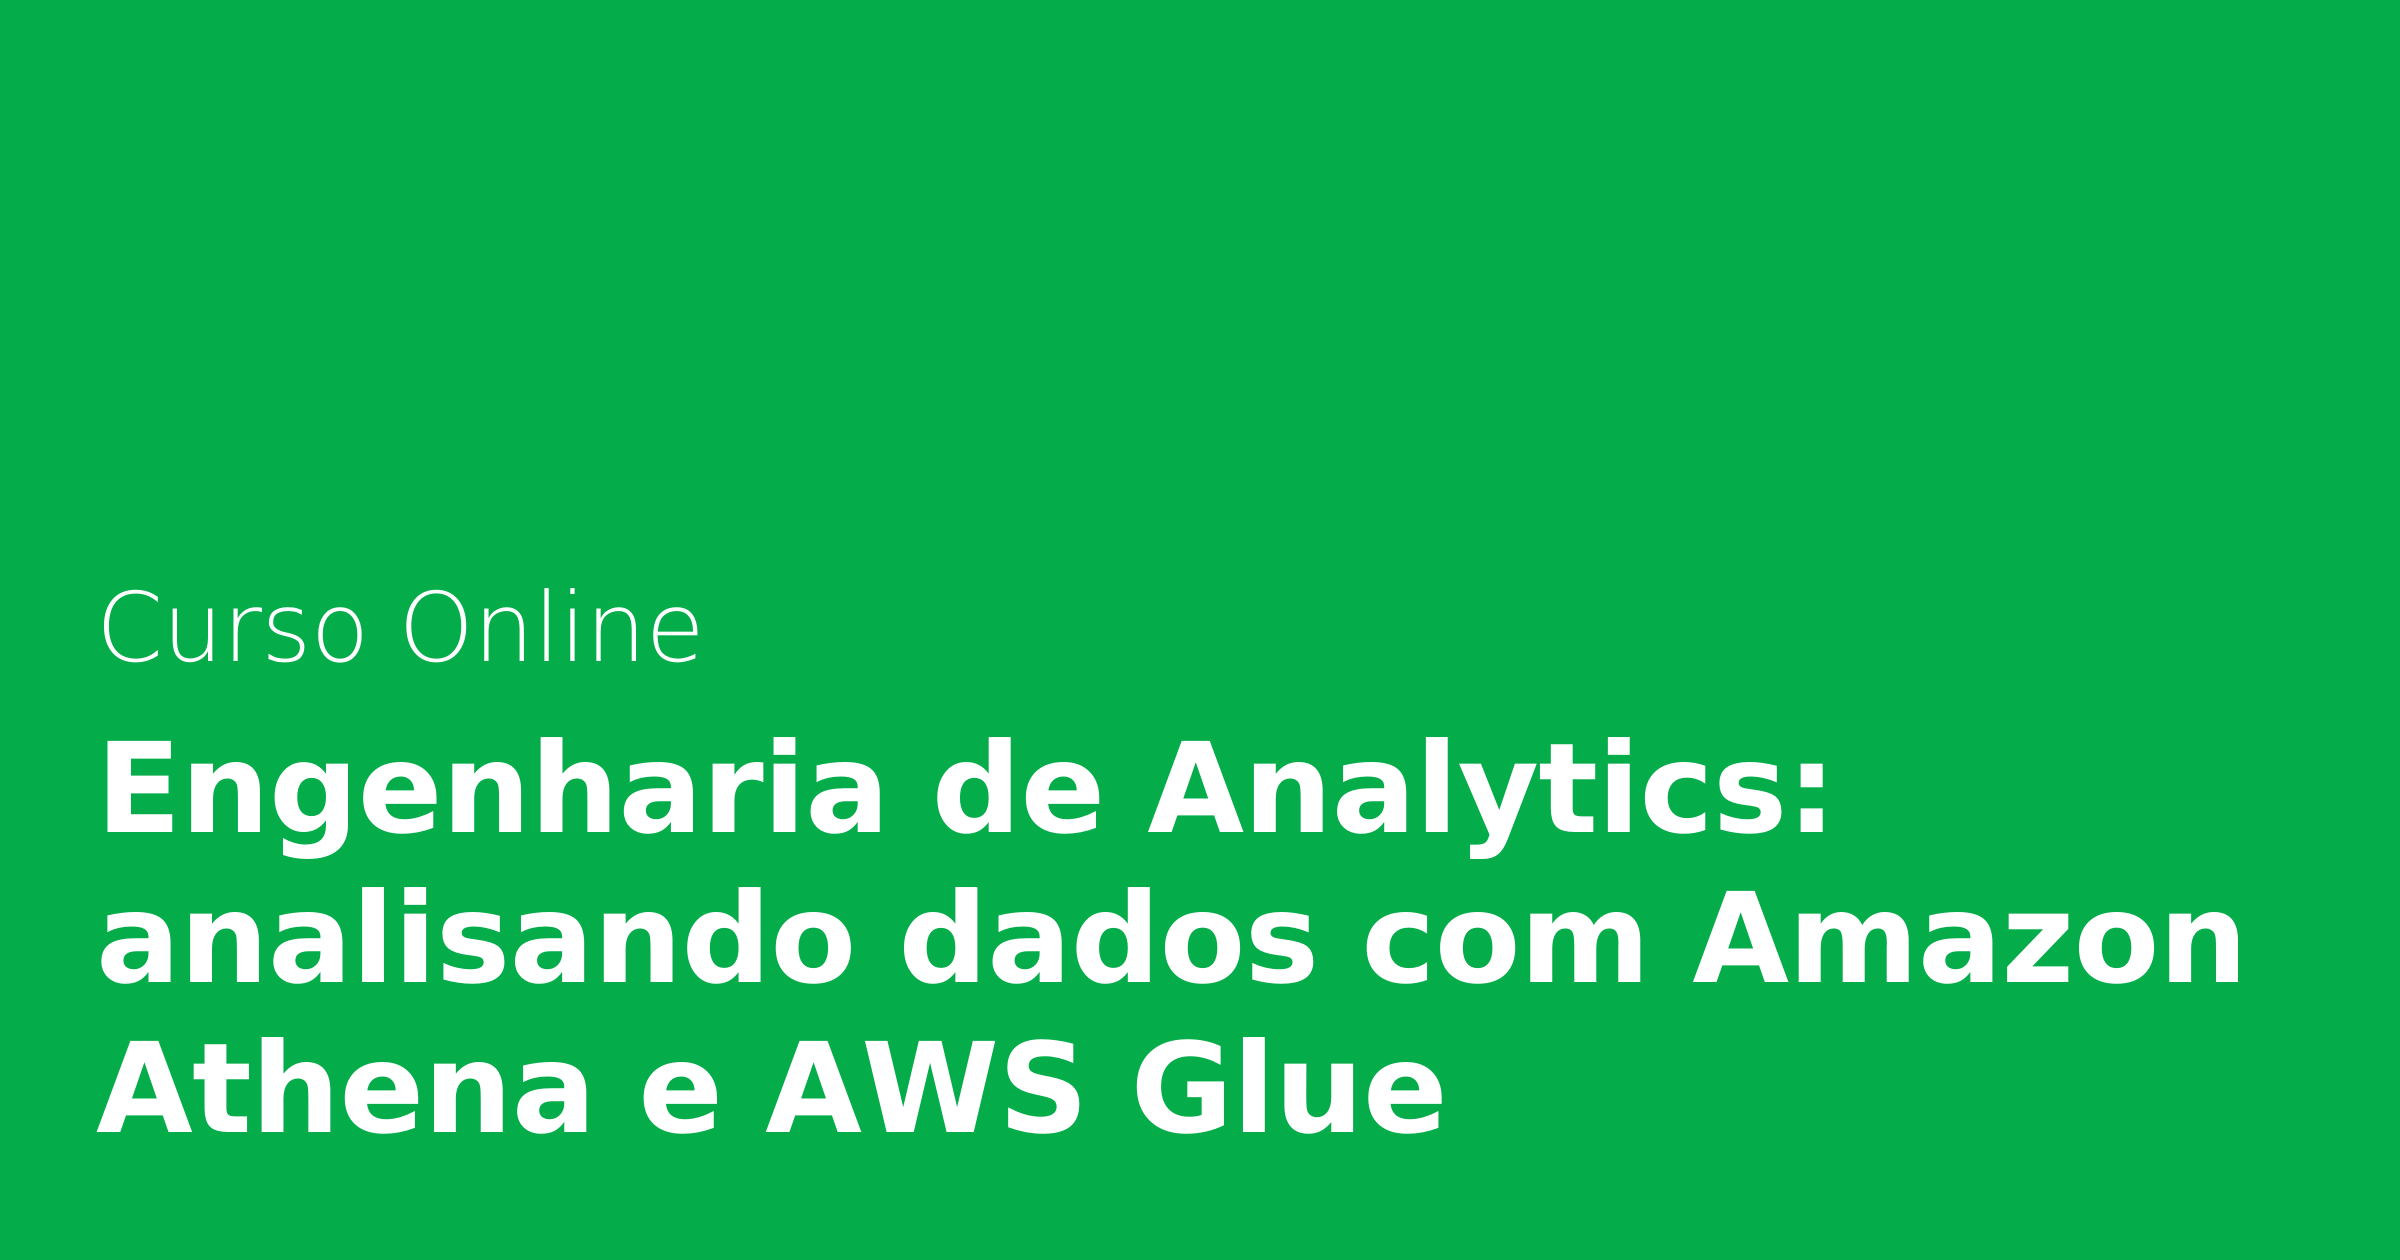 Curso Online
Engenharia de Analytics:
analisando dados com Amazon
Athena e AWS Glue